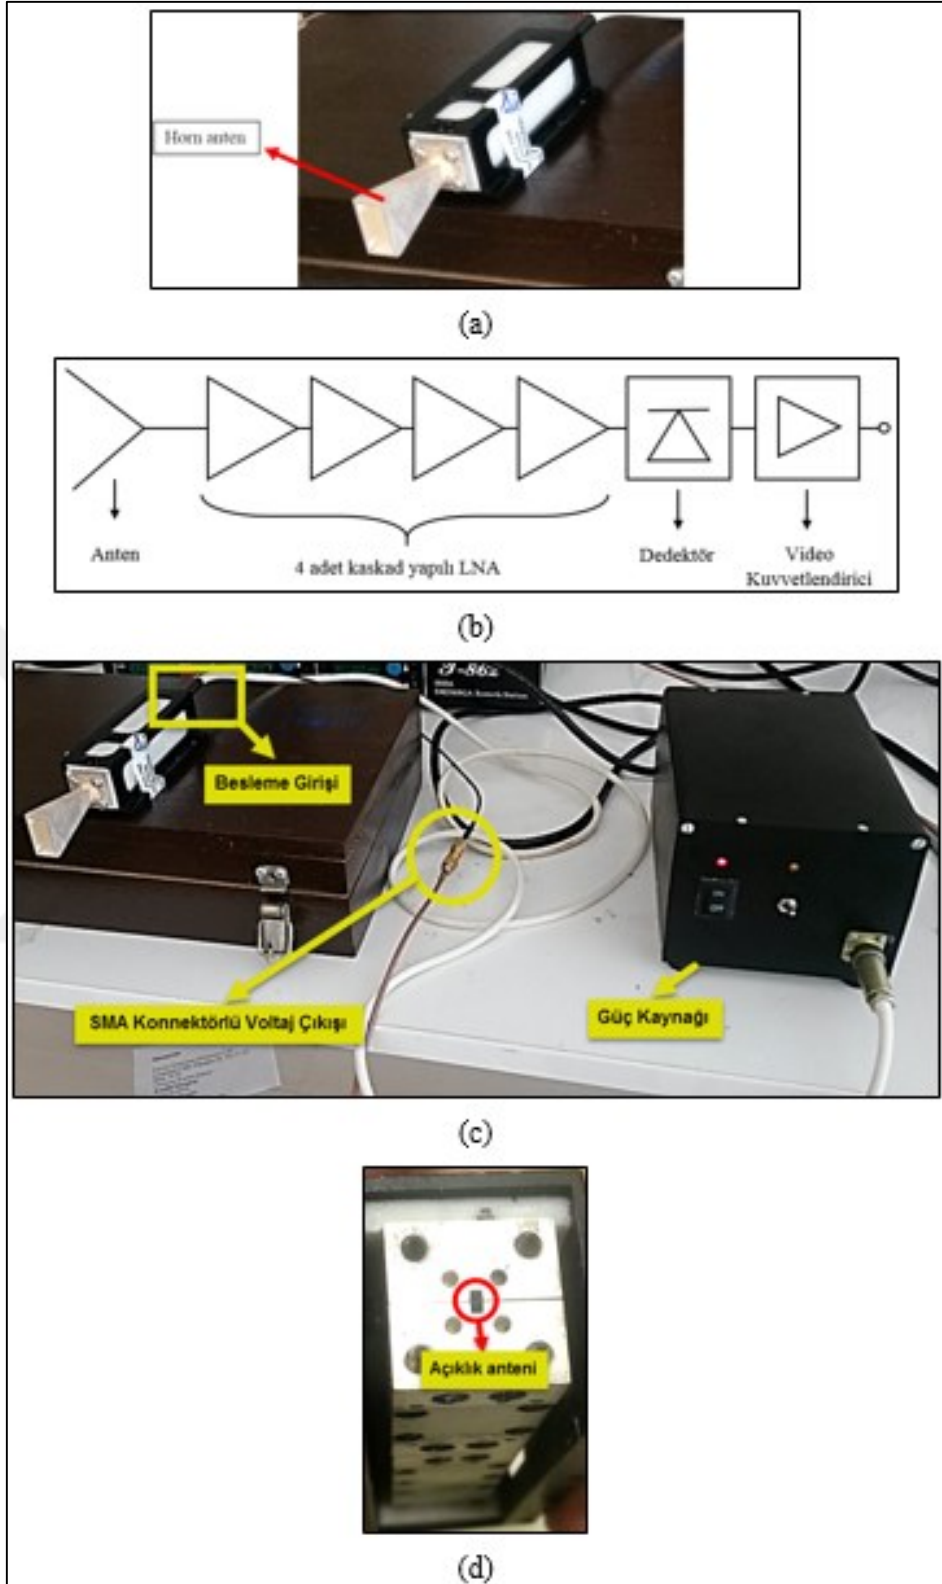 Horn anten
(a)
Anten
4 adet kaskad yapılı LNA
Dedektör
Video
Kuvvetlendirici
(b)
Besleme Girişi
SMA Konnektörlü Voltaj Çıkışı
Güç Kaynağı
(c)
Açıklık anteni
(d)